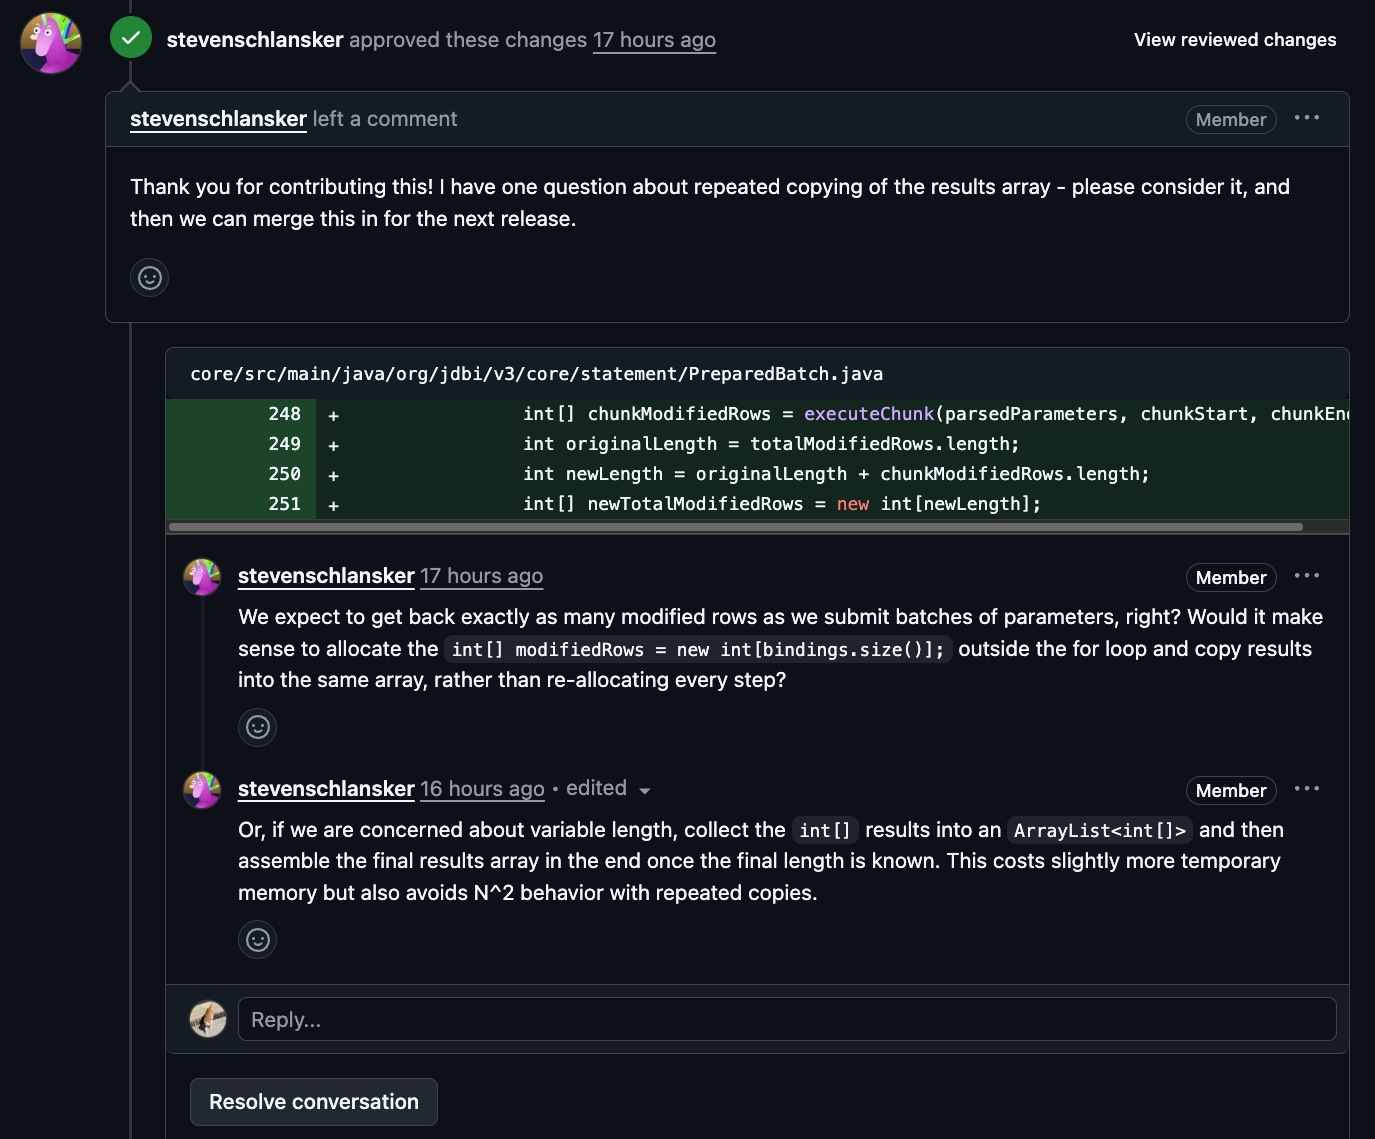 stevenschlansker approved these changes 17 hours ago
View reviewed changes
stevenschlansker left a comment
Member
Thank you for contributing this! I have one question about repeated copying of the results array - please consider it, and
then we can merge this in for the next release.
core/src/main/java/org/jdbi/v3/core/statement/PreparedBatch.java
248 + int[] chunkModifiedRows = executeChunk(parsedParameters, chunkStart, chunkEn
249 + int originalLength = totalModifiedRows.length;
250 + int newLength = originalLength + chunkModifiedRows.length;
251 + int[] newTotalModifiedRows = new int[newLength];
stevenschlansker 17 hours ago
Member
We expect to get back exactly as many modified rows as we submit batches of parameters, right? Would it make
sense to allocate the int[] modifiedRows = new int[bindings.size()]; outside the for loop and copy results
into the same array, rather than re-allocating every step?
stevenschlansker 16 hours ago • edited
Member
Or, if we are concerned about variable length, collect the int[] results into an ArrayList<int[]> and then
assemble the final results array in the end once the final length is known. This costs slightly more temporary
memory but also avoids N^2 behavior with repeated copies.
Reply...
Resolve conversation